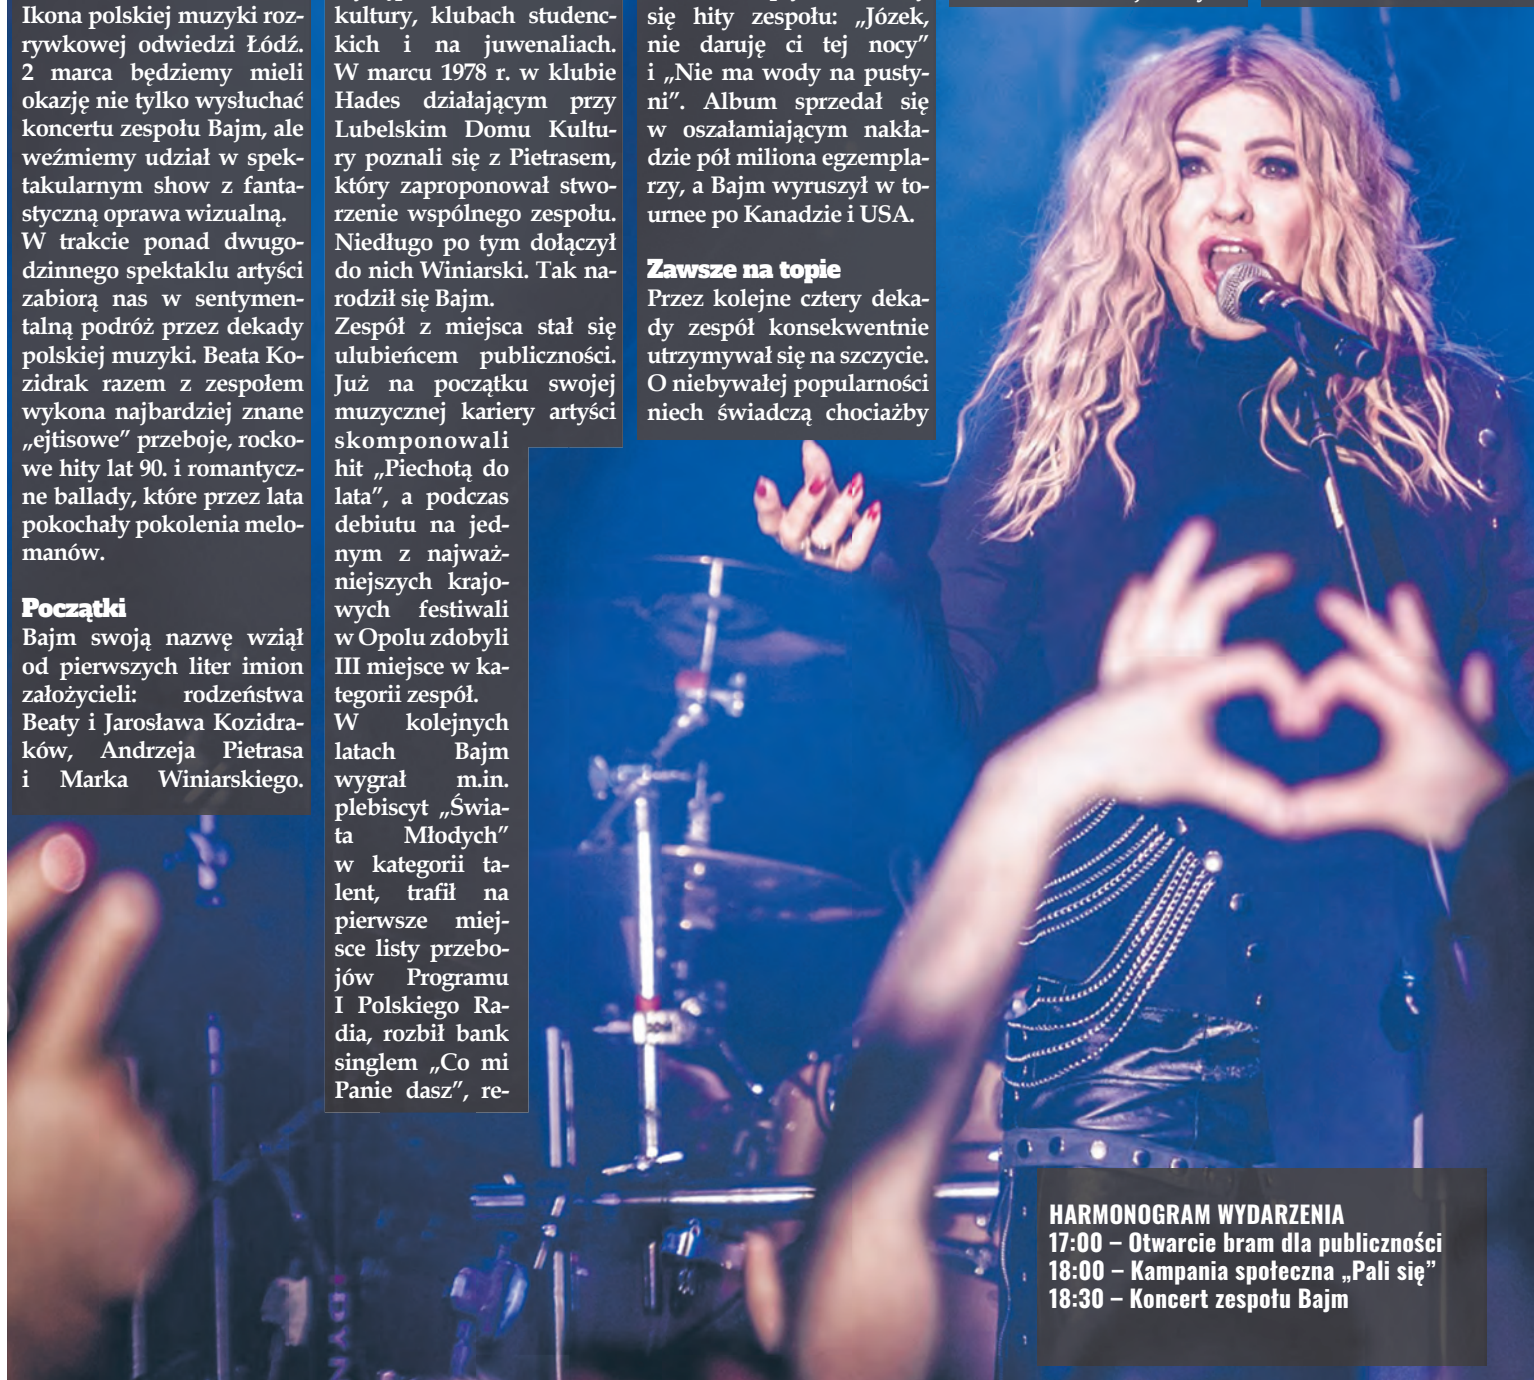 Ikona polskiej muzyki roz-
rywkowej odwiedzi Łódź.
2 marca będziemy mieli
okazję nie tylko wysłuchać
koncertu zespołu Bajm, ale
weźmiemy udział w spek-
takularnym show z fanta-
styczną oprawa wizualną.
W trakcie ponad dwugo-
dzinnego spektaklu artyści
zabiorą nas w sentymen-
talną podróż przez dekady
polskiej muzyki. Beata Ko-
zidrak razem z zespołem
wykona najbardziej znane
„ejtisowe” przeboje, rocko-
we hity lat 90. i romantycz-
ne ballady, które przez lata
pokochały pokolenia melo-
manów.
Początki
Bajm swoją nazwę wziął
od pierwszych liter imion
założycieli: rodzeństwa
Beaty i Jarosława Kozidra-
ków, Andrzeja Pietrasa
i Marka Winiarskiego.
kultury, klubach studenc-
kich i na juwenaliach.
W marcu 1978 r. w klubie
Hades działającym przy
Lubelskim Domu Kultu-
ry poznali się z Pietrasem,
który zaproponował stwo-
rzenie wspólnego zespołu.
Niedługo po tym dołączył
do nich Winiarski. Tak na-
rodził się Bajm.
Zespół z miejsca stał się
ulubieńcem publiczności.
Już na początku swojej
muzycznej kariery artyści
skomponowali
hit „Piechotą do
lata”, a podczas
debiutu na jed-
nym z najważ-
niejszych krajo-
wych festiwali
w Opolu zdobyli
III miejsce w ka-
tegorii zespół.
W kolejnych
latach Bajm
wygrał m.in.
plebiscyt „Świa-
ta Młodych”
w kategorii ta-
lent, trafił na
pierwsze miej-
sce listy przebo-
jów Programu
I Polskiego Ra-
dia, rozbił bank
singlem „Co mi
Panie dasz”, re-
się hity zespołu: „Józek,
nie daruję ci tej nocy”
i „Nie ma wody na pusty-
ni”. Album sprzedał się
w oszałamiającym nakła-
dzie pół miliona egzempla-
rzy, a Bajm wyruszył w to-
urnee po Kanadzie i USA.
Zawsze na topie
Przez kolejne cztery deka-
dy zespół konsekwentnie
utrzymywał się na szczycie.
O niebywałej popularności
niech świadczą chociażby
HARMONOGRAM WYDARZENIA
17:00 – Otwarcie bram dla publiczności
18:00 – Kampania społeczna „Pali się”
18:30 – Koncert zespołu Bajm